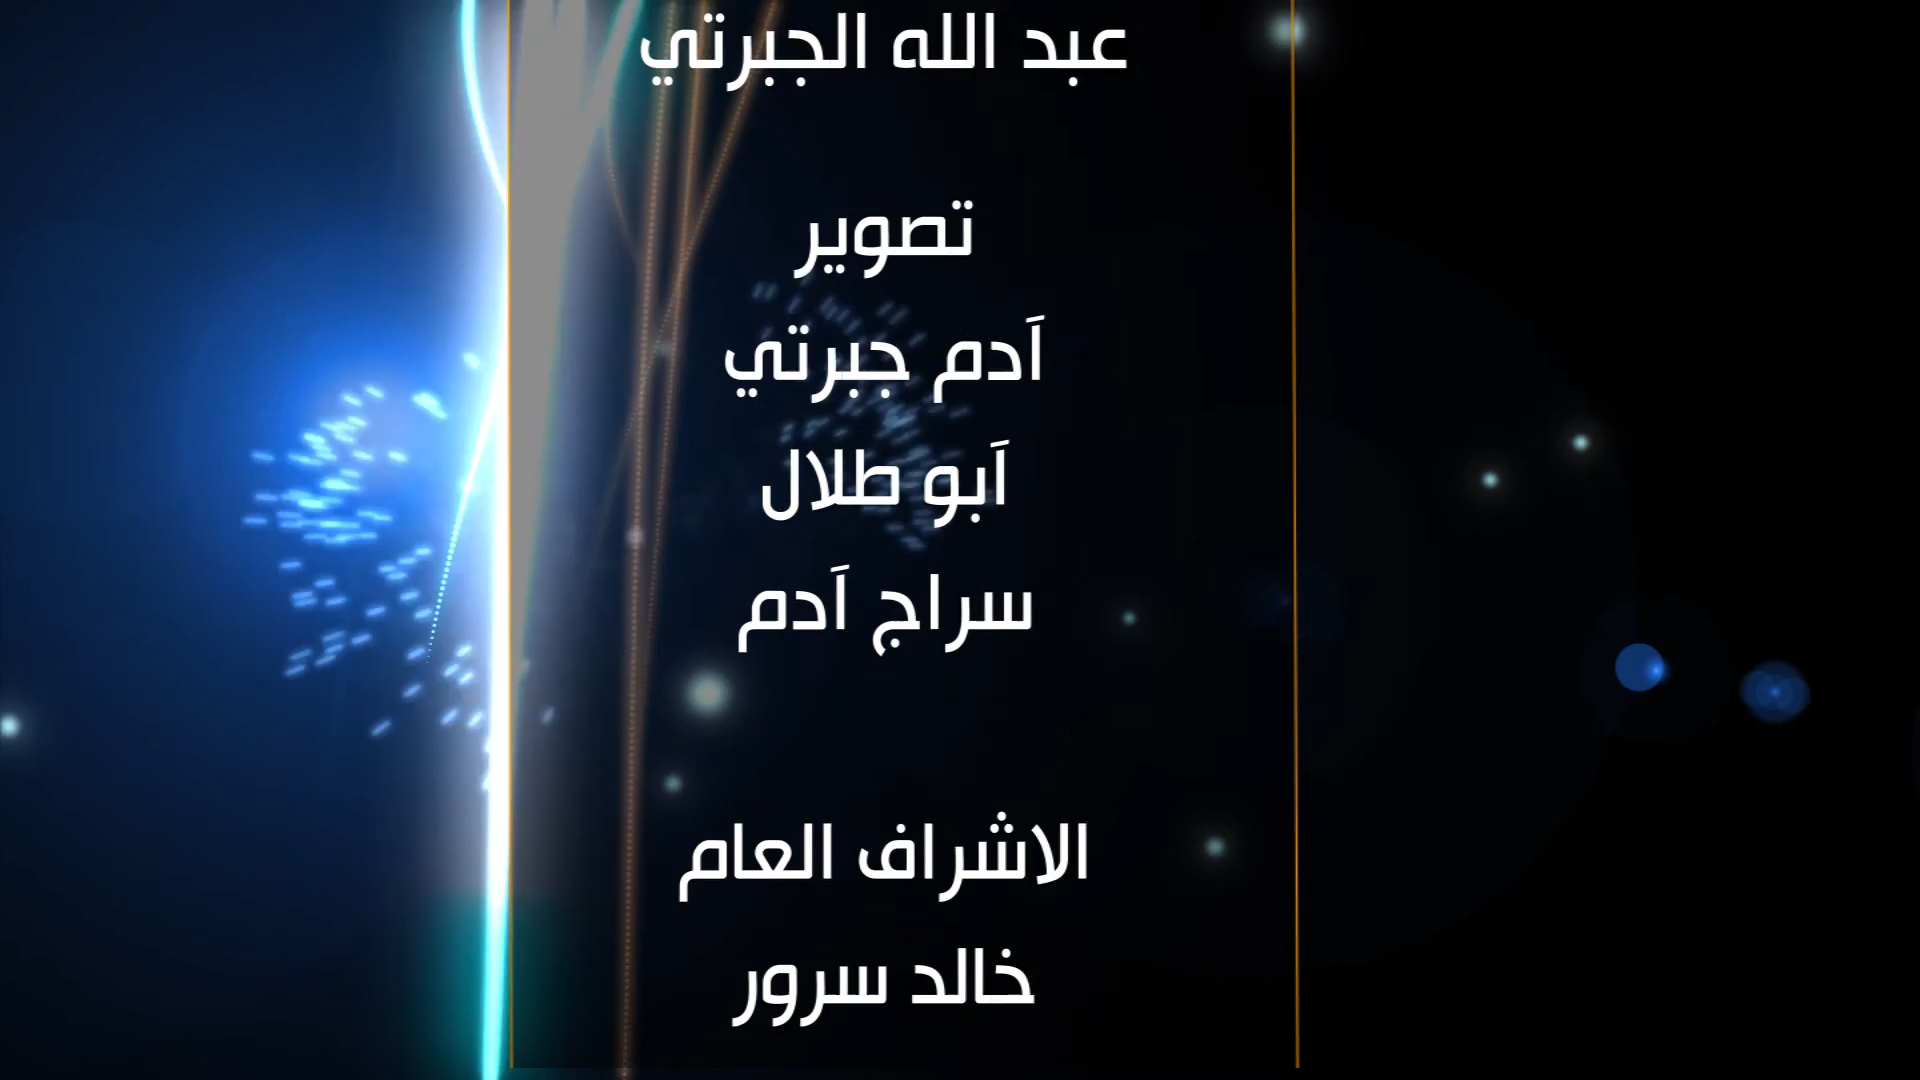 عبد الله الجبرتي
تصوير
اَدم جبرتي
اَبو طلال
سراج اَدم
الاشراف العام
خالد سرور